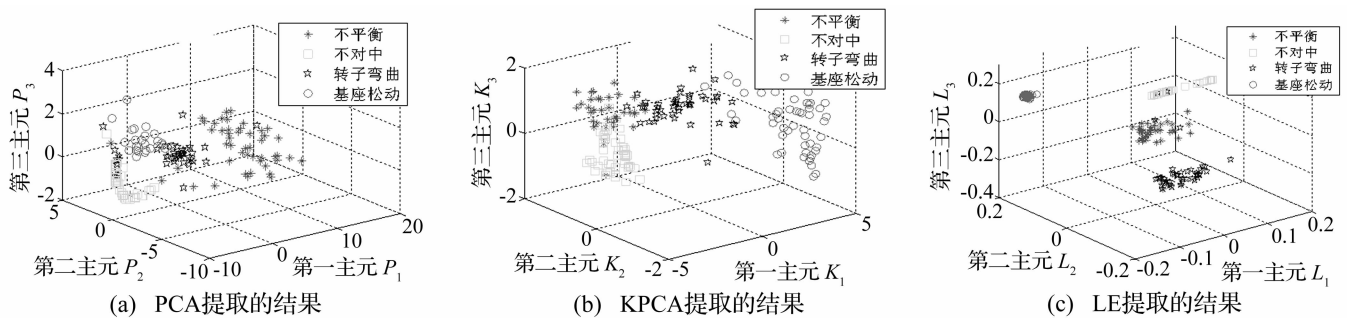 不平衡
不对中
转子弯曲
基座松动
4
2
0
-2
第三主元 P3
5
0
-5
-10
第二主元 P2
-10
0
10
20
第一主元 P1
(a) PCA提取的结果
不平衡
不对中
转子弯曲
基座松动
2
0
-2
第三主元 K3
0
-2
第二主元 K2
-5
0
5
第一主元 K1
(b) KPCA提取的结果
不平衡
不对中
转子弯曲
基座松动
0.2
0
-0.2
-0.4
第三主元 L3
0.2
0
-0.2
第二主元 L2
-0.2
-0.1
0
0.1
0.2
第一主元 L1
(c) LE提取的结果